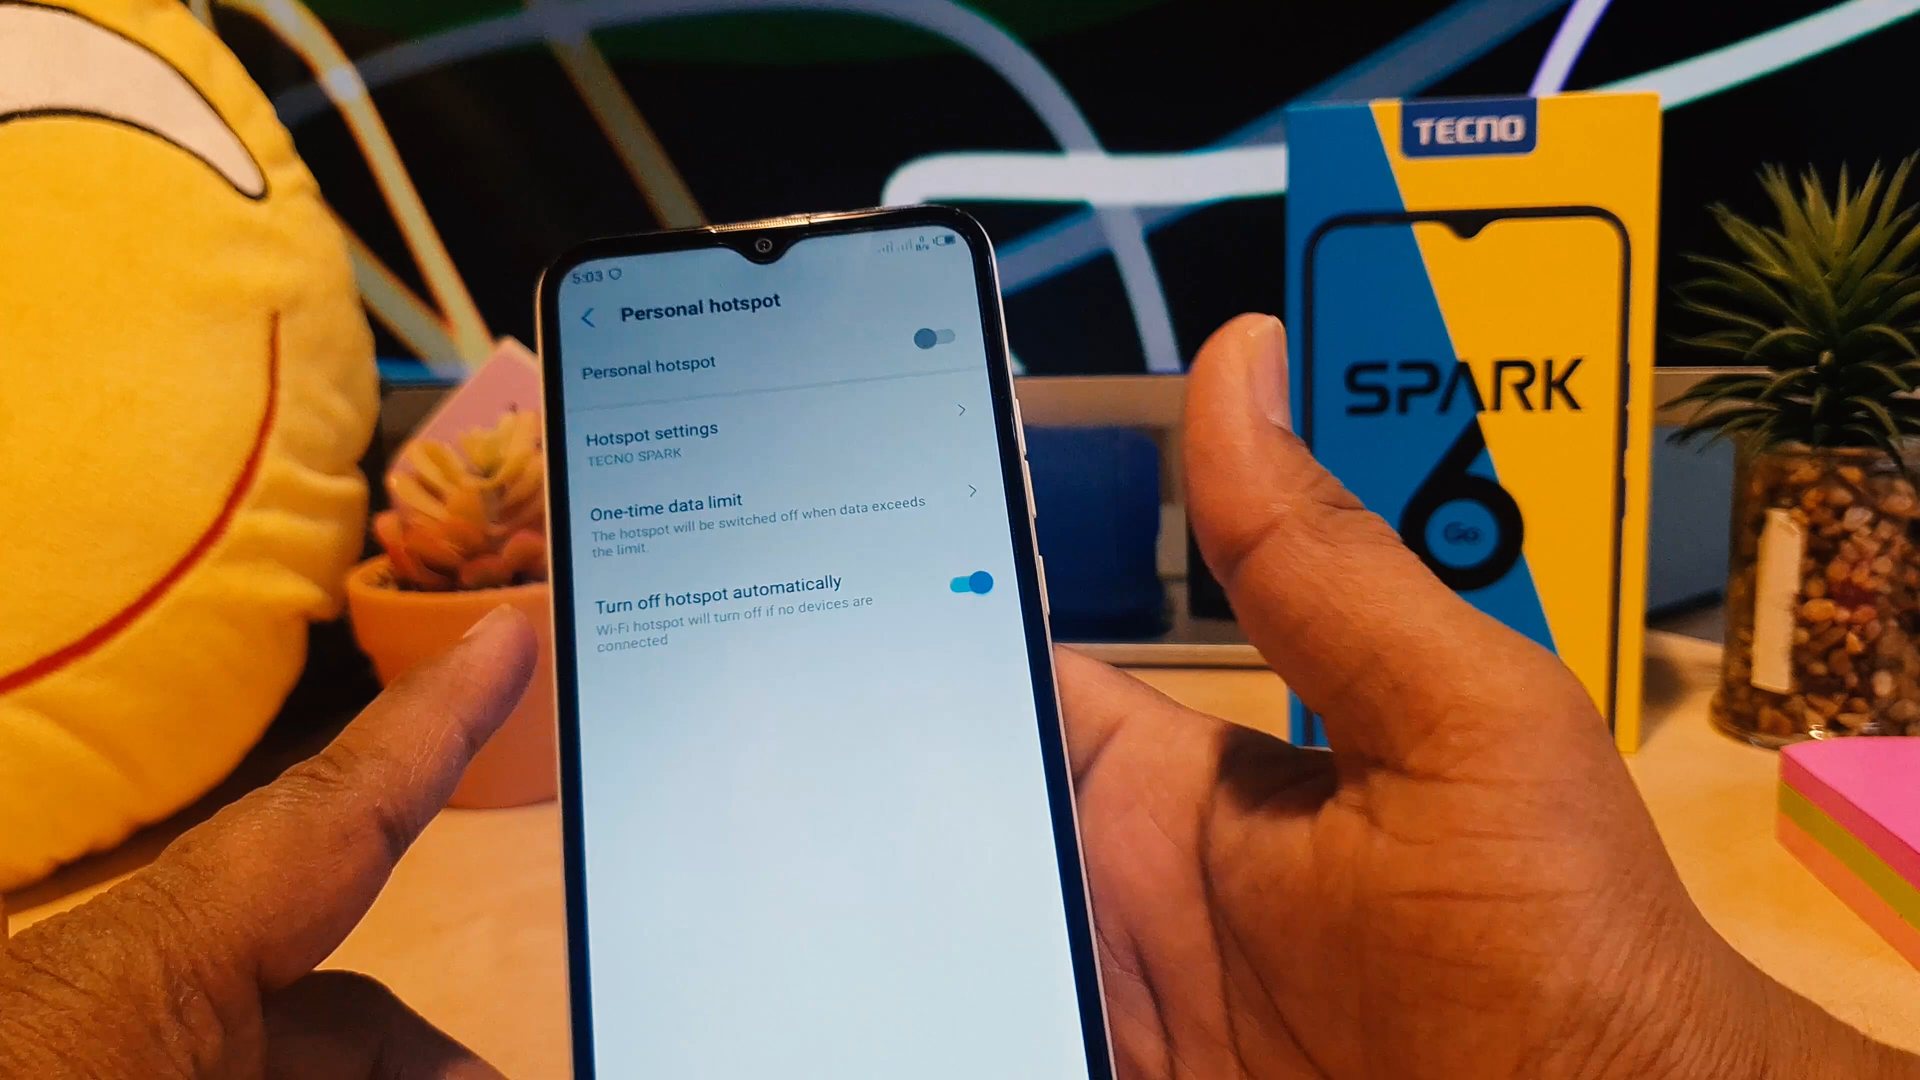 5:03
Personal hotspot
Personal hotspot
Hotspot settings
TECNO SPARK
One-time data limit
The hotspot will be switched off when data exceeds
the limit.
Turn off hotspot automatically
Wi-Fi hotspot will turn off if no devices are
connected
TECNO
SPARK
6
Go